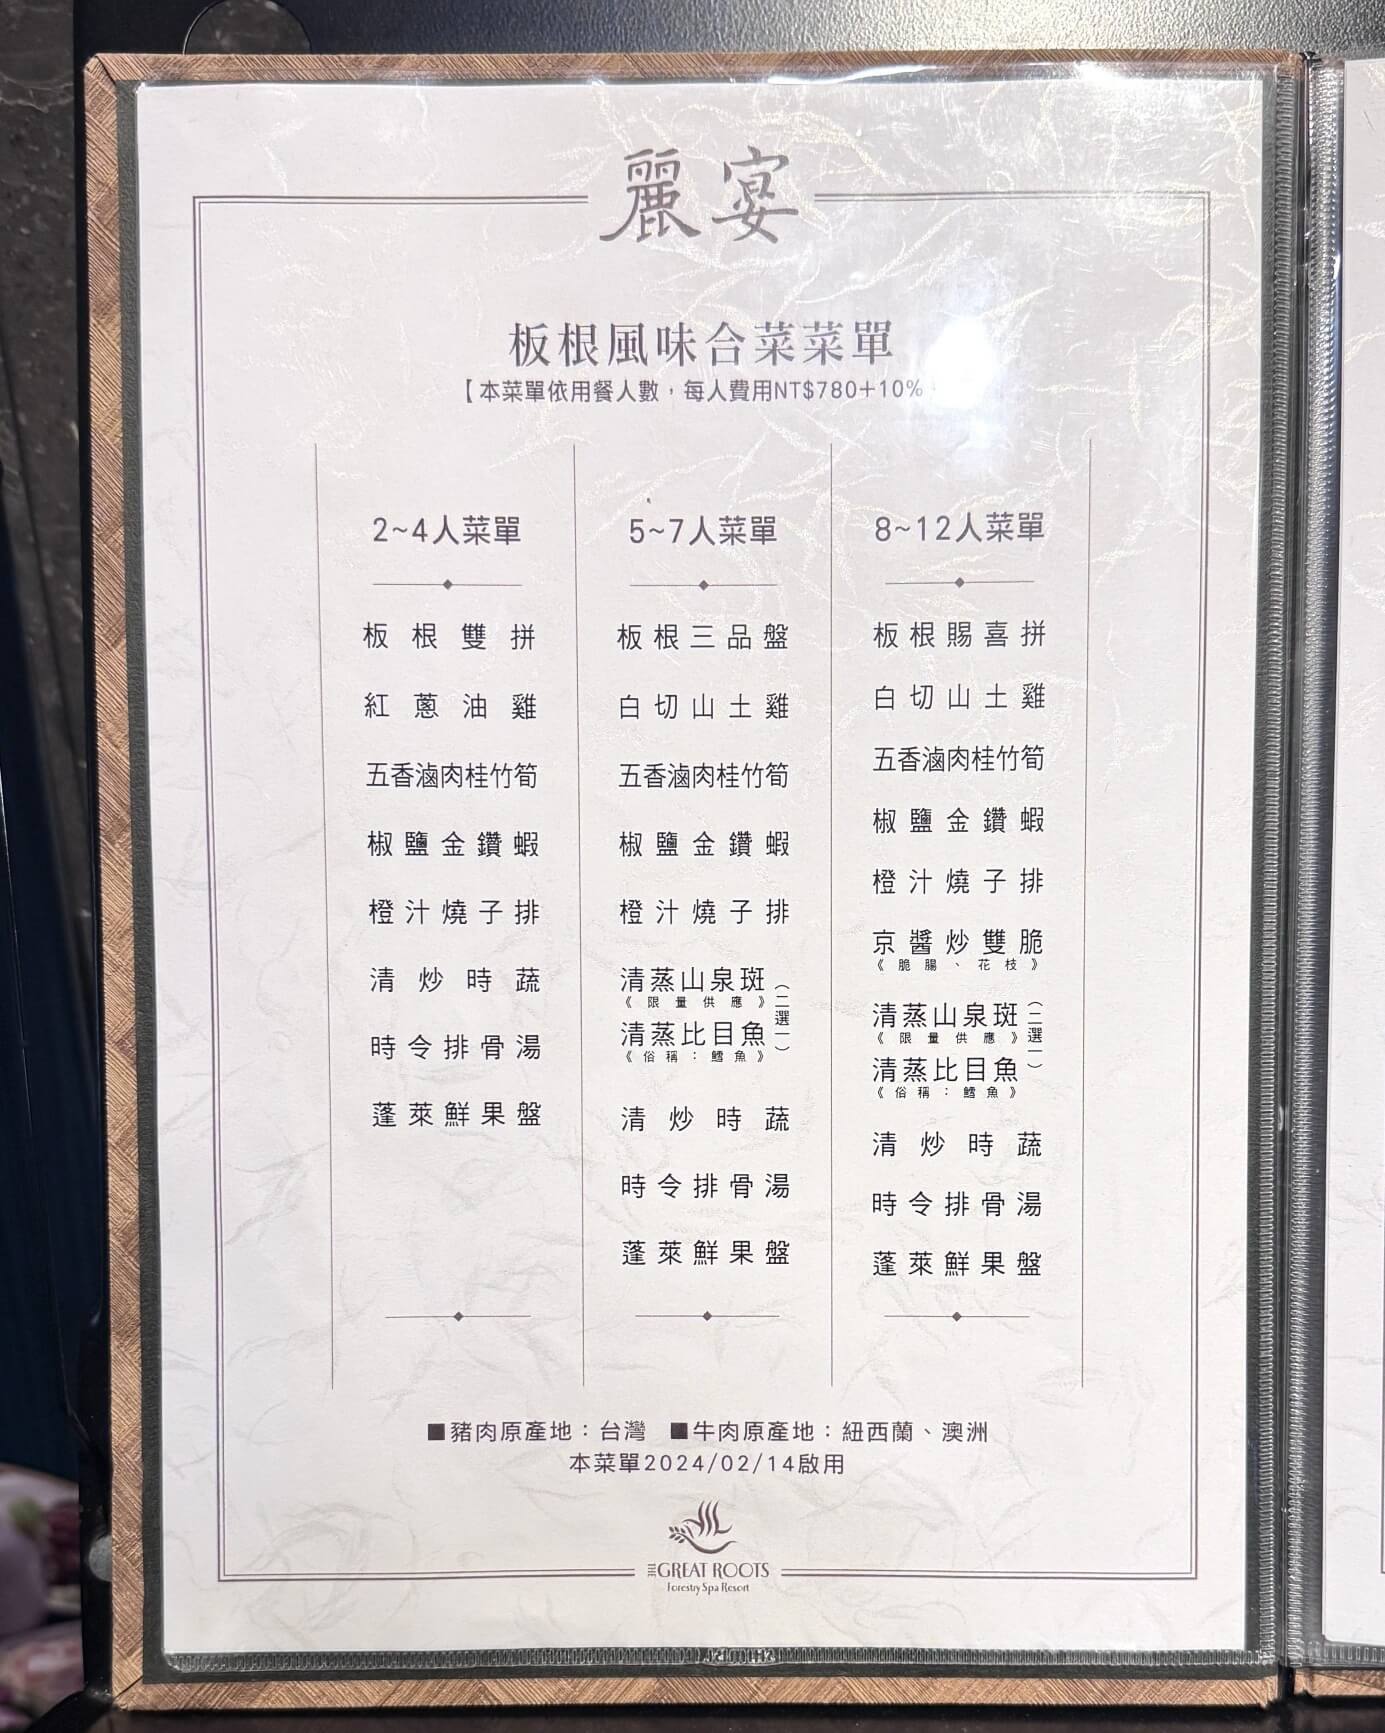 麗宴
板根風味合菜菜單
【本菜單依用餐人數，每人費用NT$780+10%
2~4人菜單
板根雙拼
紅蔥油雞
五香滷肉桂竹筍
椒鹽金鑽蝦
橙汁燒子排
清炒時蔬
時令排骨湯
蓬萊鮮果盤
5~7人菜單
板根三品盤
白切山土雞
五香滷肉桂竹筍
椒鹽金鑽蝦
橙汁燒子排
清蒸山泉斑
《限量供應》
清蒸比目魚
《俗稱：鱈魚》
（二選一）
清炒時蔬
時令排骨湯
蓬萊鮮果盤
8~12人菜單
板根賜喜拼
白切山土雞
五香滷肉桂竹筍
椒鹽金鑽蝦
橙汁燒子排
京醬炒雙脆
《脆腸、花枝》
清蒸山泉斑
《限量供應》
清蒸比目魚
《俗稱：鱈魚》
（二選一）
清炒時蔬
時令排骨湯
蓬萊鮮果盤
■豬肉原產地：台灣 ■牛肉原產地：紐西蘭、澳洲
本菜單2024/02/14啟用
THE GREAT ROOTS
Forestry Spa Resort